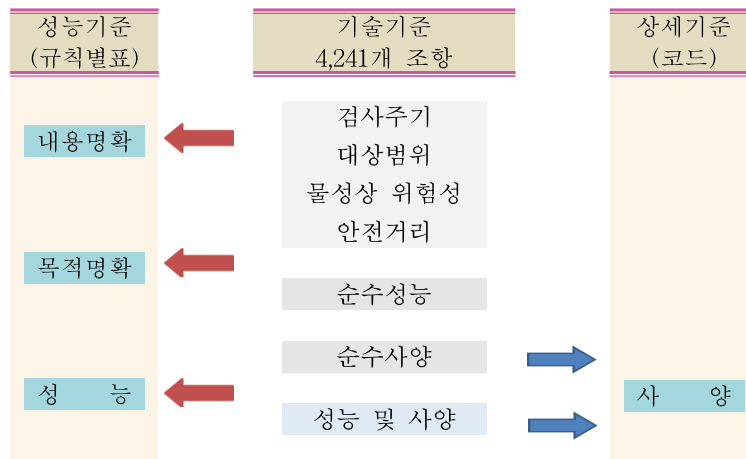 성능기준
(규칙별표)
기술기준
4,241개 조항
상세기준
(코드)
내용명확
목적명확
성 능
검사주기
대상범위
물성상 위험성
안전거리
순수성능
순수사양
성능 및 사양
사 양